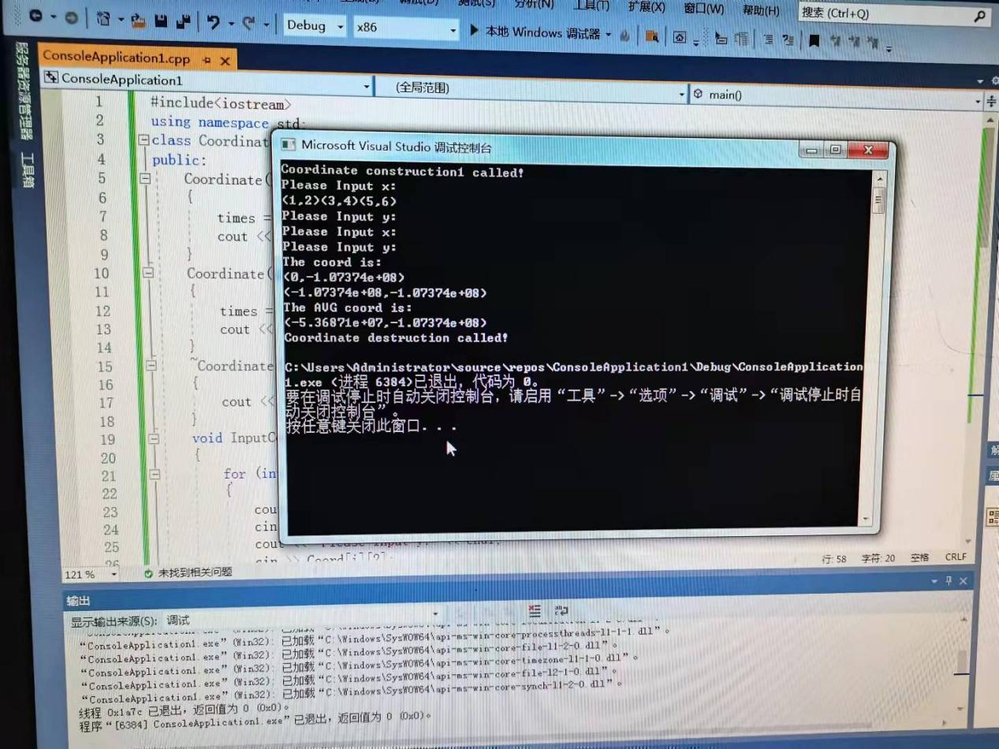 测试(S) 分析(N) 工具(T) 扩展(X) 窗口(W) 帮助(H) 搜索 (Ctrl+Q)
Debug x86 本地 Windows 调试器
服务器资源管理器
工具箱
ConsoleApplication1.cpp
ConsoleApplication1 (全局范围) main()
1 #include<iostream>
2 using namespace std;
3 class Coordinat
4 public:
5 Coordinate(
6 {
7 times =
8 cout <<
9 }
10 Coordinate(
11 {
12 times =
13 cout <<
14 }
15 ~Coordinate
16 {
17 cout <<
18 }
19 void InputC
20 {
21 for (in
22 {
23 cou
24 cin
25 cout
26 cin >> Coord[i][2]
Microsoft Visual Studio 调试控制台
Coordinate construction1 called!
Please Input x:
(1,2)(3,4)(5,6)
Please Input y:
Please Input x:
Please Input y:
The coord is:
(0,-1.07374e+08)
(-1.07374e+08,-1.07374e+08)
The AVG coord is:
(-5.36871e+07,-1.07374e+08)
Coordinate destruction called!
C:\Users\Administrator\source\repos\ConsoleApplication1\Debug\ConsoleApplication
1.exe (进程 6384)已退出，代码为 0。
要在调试停止时自动关闭控制台，请启用“工具”->“选项”->“调试”->“调试停止时自
动关闭控制台”。
按任意键关闭此窗口. . .
121 % 未找到相关问题 行: 58 字符: 20 空格 CRLF
输出
显示输出来源(S): 调试
“ConsoleApplication1.exe”(Win32): 已加载“C:\Windows\SysWOW64\api-ms-win-core-processthreads-l1-1-1.dll”。
“ConsoleApplication1.exe”(Win32): 已加载“C:\Windows\SysWOW64\api-ms-win-core-file-l1-2-0.dll”。
“ConsoleApplication1.exe”(Win32): 已加载“C:\Windows\SysWOW64\api-ms-win-core-timezone-l1-1-0.dll”。
“ConsoleApplication1.exe”(Win32): 已加载“C:\Windows\SysWOW64\api-ms-win-core-file-l2-1-0.dll”。
“ConsoleApplication1.exe”(Win32): 已加载“C:\Windows\SysWOW64\api-ms-win-core-synch-l1-2-0.dll”。
线程 0x1a7c 已退出，返回值为 0 (0x0)。
程序“[6384] ConsoleApplication1.exe”已退出，返回值为 0 (0x0)。